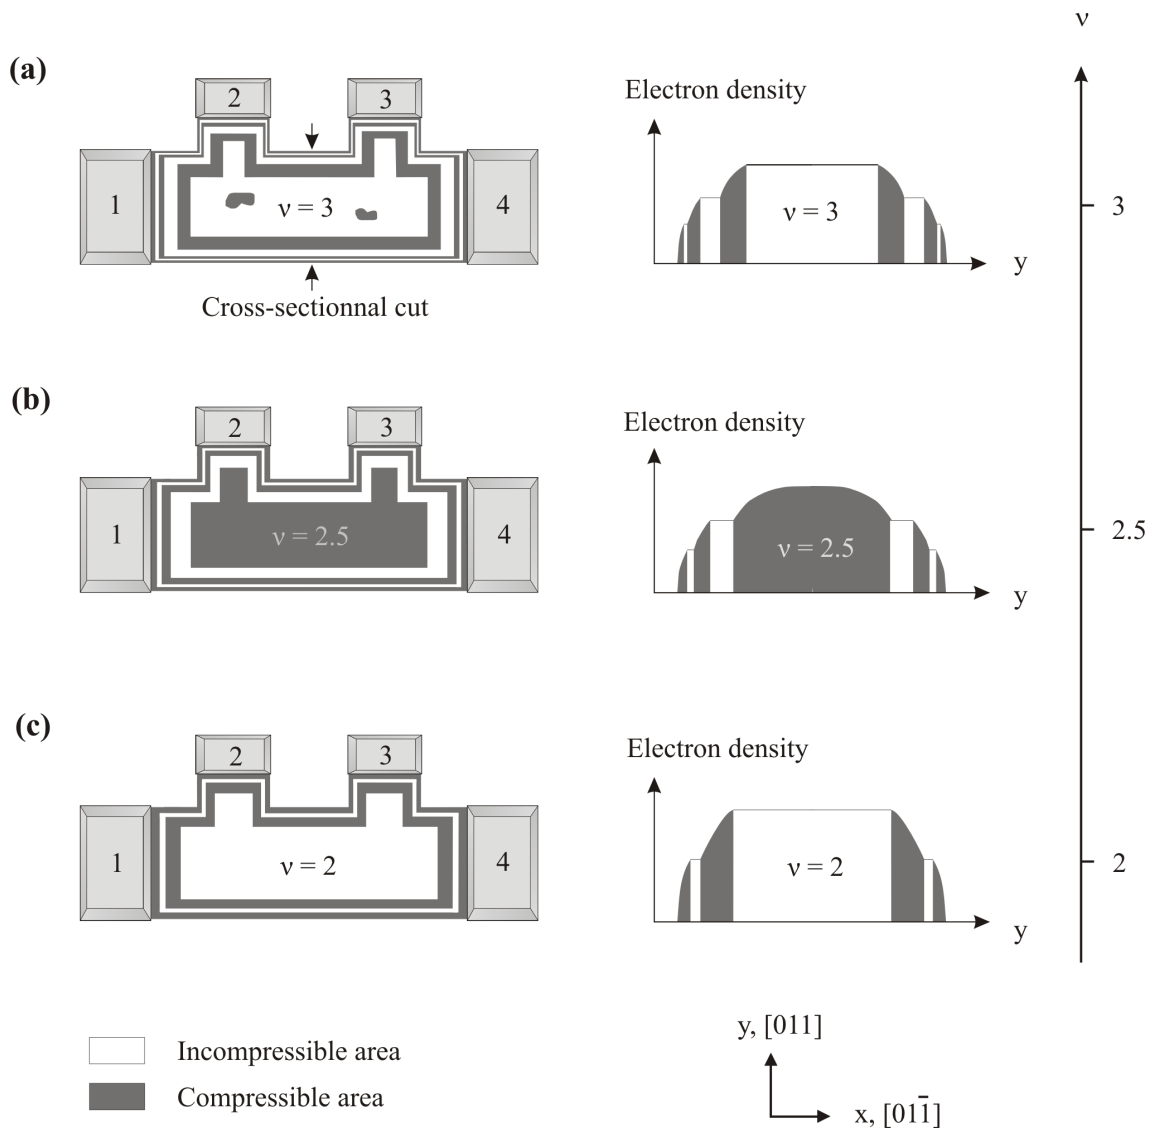 ν
(a)
Electron density
2
3
1
4
ν = 3
ν = 3
3
y
Cross-sectionnal cut
(b)
Electron density
2
3
1
4
ν = 2.5
ν = 2.5
2.5
y
(c)
Electron density
2
3
1
4
ν = 2
ν = 2
2
y
y, [011]
Incompressible area
Compressible area
x, [011̅]